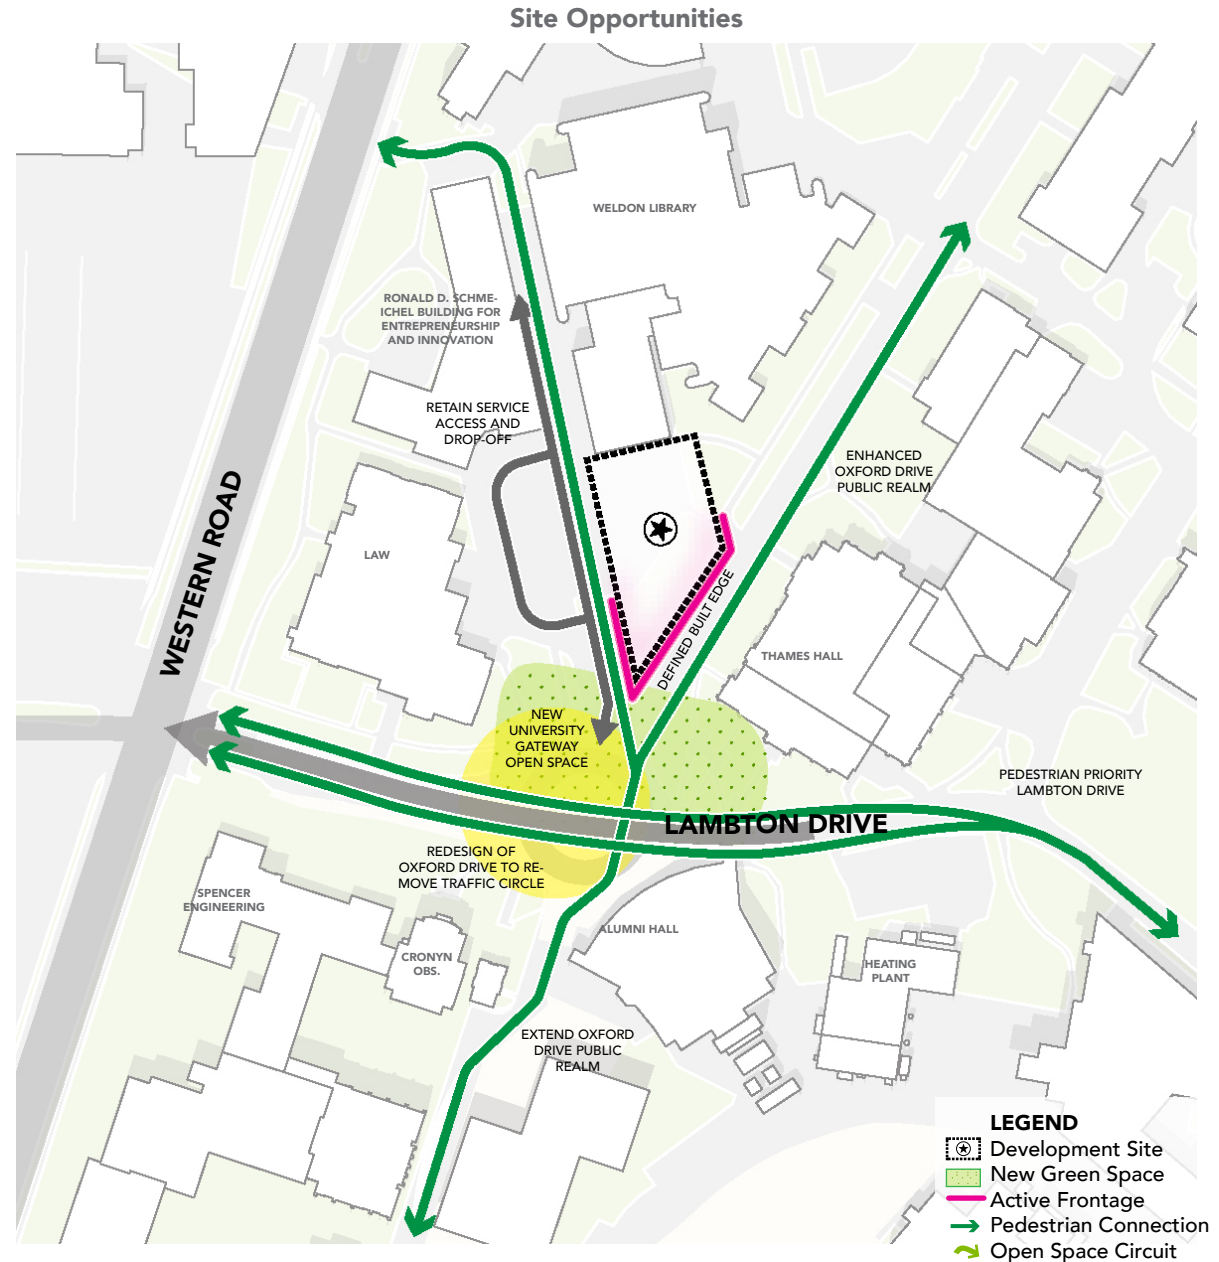 Site Opportunities
WELDON LIBRARY
RONALD D. SCHME-
ICHEL BUILDING FOR
ENTREPRENEURSHIP
AND INNOVATION
RETAIN SERVICE
ACCESS AND
DROP-OFF
ENHANCED
OXFORD DRIVE
PUBLIC REALM
WESTERN ROAD
LAW
DEFINED BUILT EDGE
THAMES HALL
NEW
UNIVERSITY
GATEWAY
OPEN SPACE
PEDESTRIAN PRIORITY
LAMBTON DRIVE
LAMBTON DRIVE
REDESIGN OF
OXFORD DRIVE TO RE-
MOVE TRAFFIC CIRCLE
SPENCER
ENGINEERING
ALUMNI HALL
CRONYN
OBS.
HEATING
PLANT
EXTEND OXFORD
DRIVE PUBLIC
REALM
LEGEND
Development Site
New Green Space
Active Frontage
Pedestrian Connection
Open Space Circuit